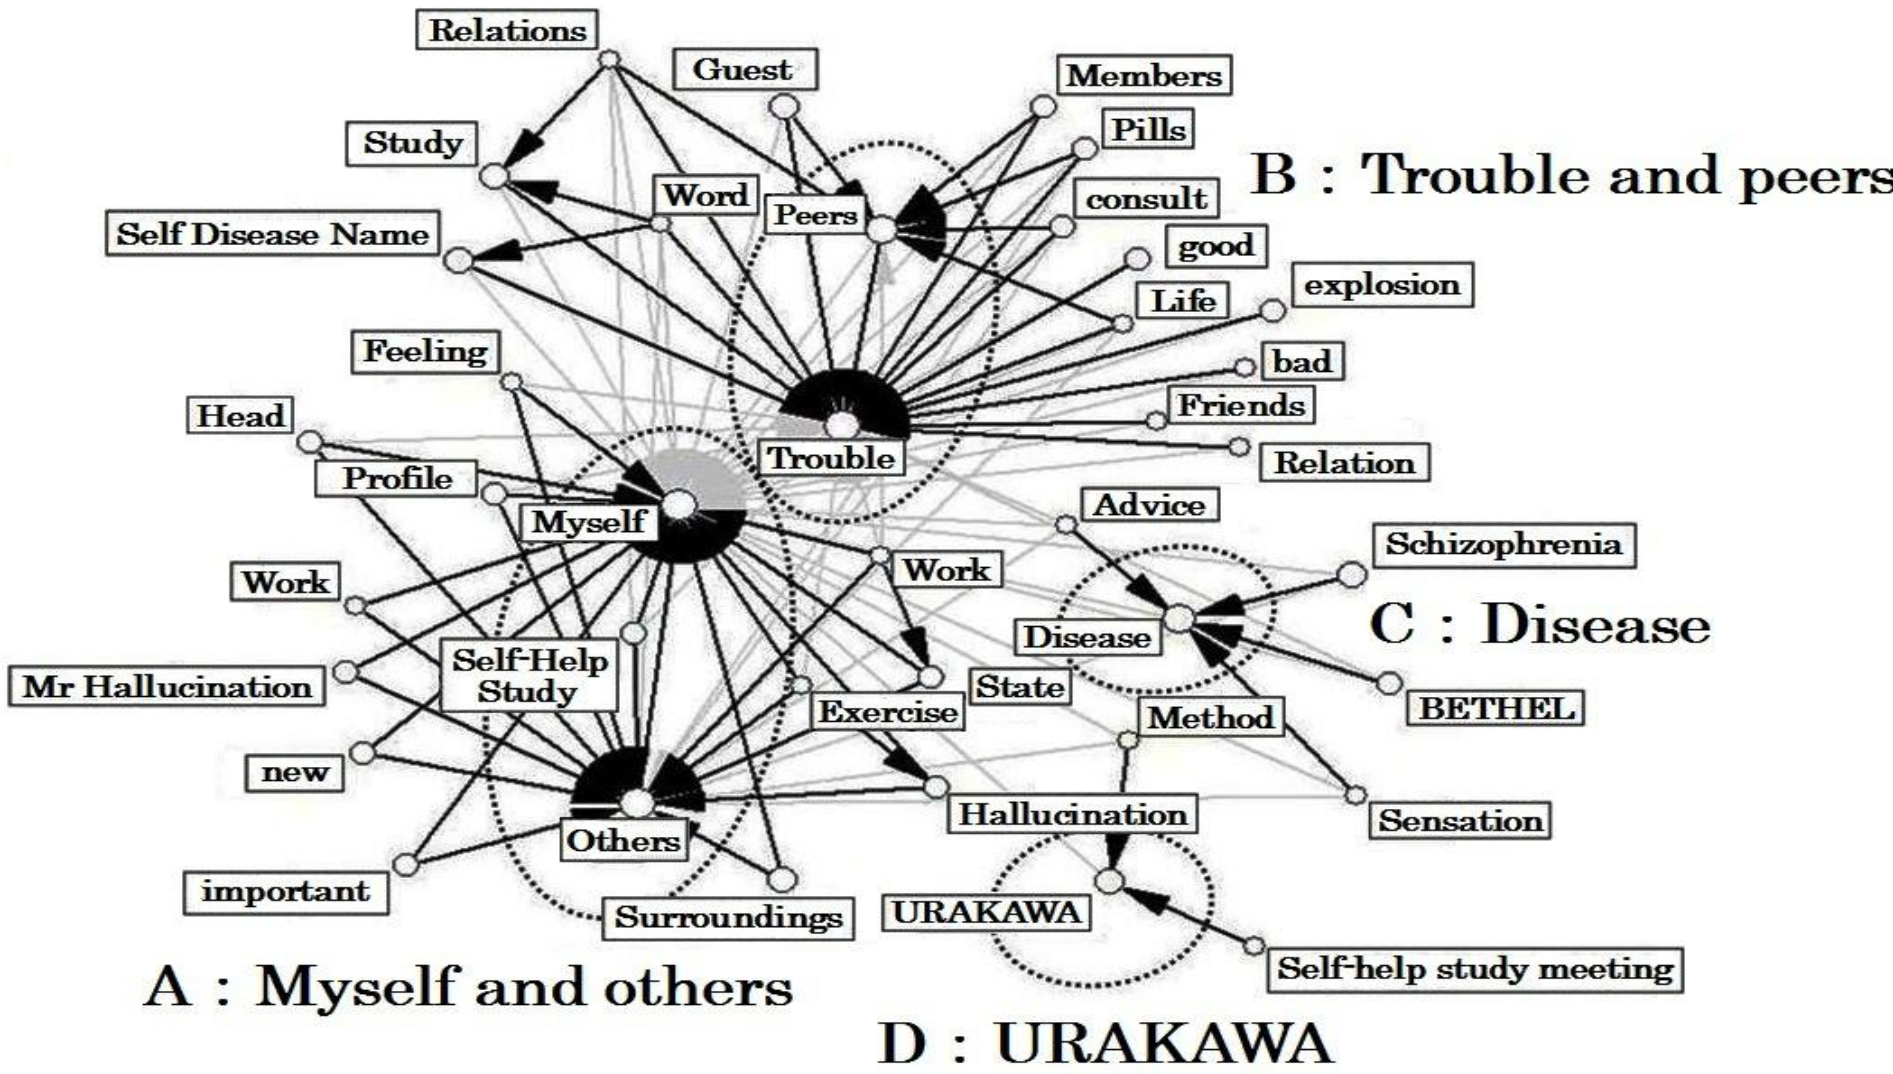 Relations
Guest
Members
Pills
Study
B : Trouble and peers
Word
consult
Peers
Self Disease Name
good
explosion
Life
Feeling
bad
Friends
Head
Trouble
Relation
Profile
Advice
Myself
Schizophrenia
Work
Work
C : Disease
Disease
Self-Help
Study
Mr Hallucination
State
BETHEL
Exercise
Method
new
Hallucination
Sensation
Others
important
Surroundings
URAKAWA
Self-help study meeting
A : Myself and others
D : URAKAWA